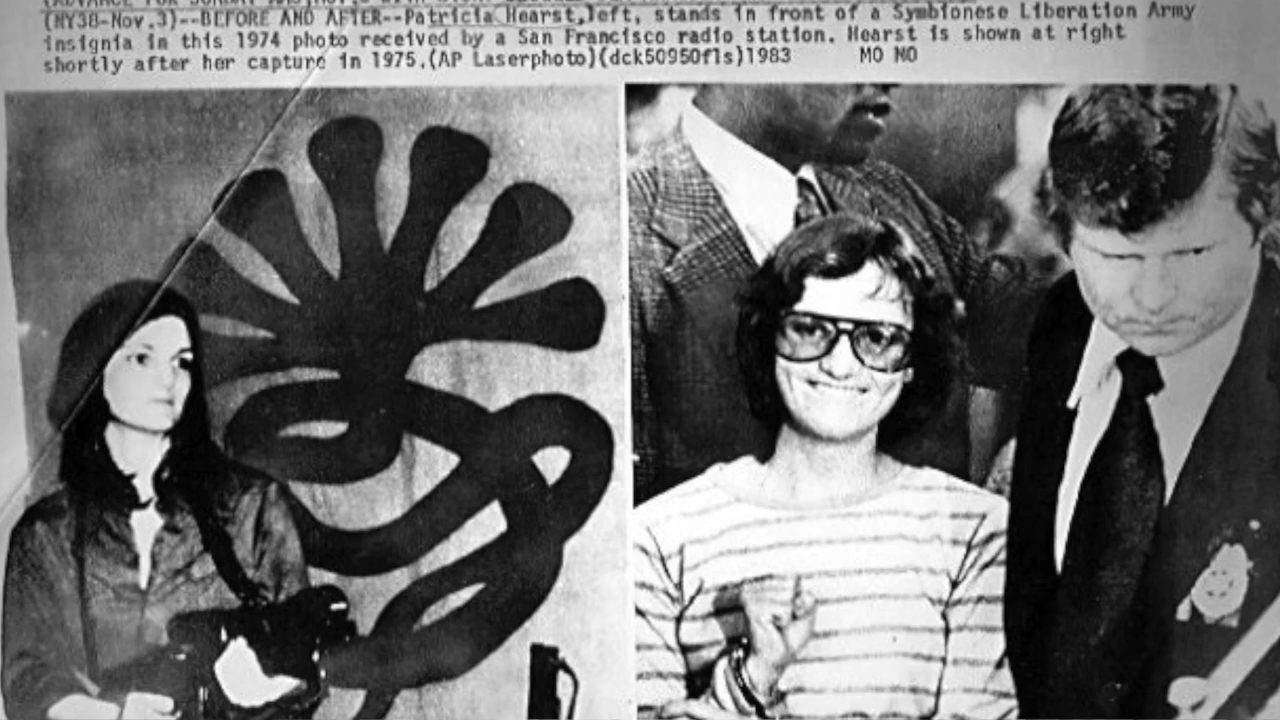 (NY38-Nov.3)--BEFORE AND AFTER--Patricia Hearst,left, stands in front of a Symbionese Liberation Army
insignia in this 1974 photo received by a San Francisco radio station. Hearst is shown at right
shortly after her capture in 1975.(AP Laserphoto)(dck50950fls)1983 MO NO